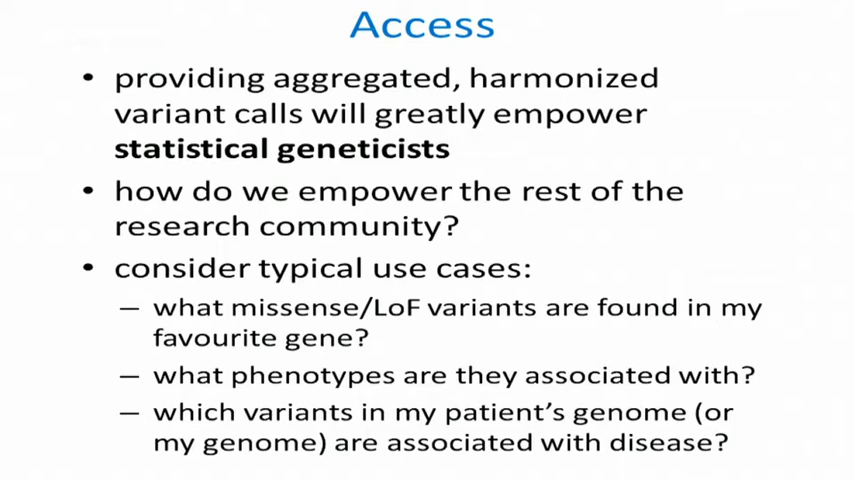 Access
• providing aggregated, harmonized
variant calls will greatly empower
statistical geneticists
• how do we empower the rest of the
research community?
• consider typical use cases:
– what missense/LoF variants are found in my
favourite gene?
– what phenotypes are they associated with?
– which variants in my patient’s genome (or
my genome) are associated with disease?